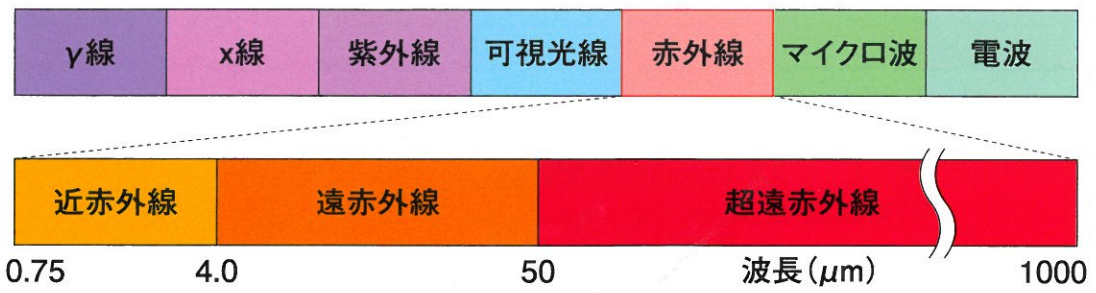 γ線 x線 紫外線 可視光線 赤外線 マイクロ波 電波
近赤外線 遠赤外線 超遠赤外線
0.75 4.0 50 波長(μm) 1000